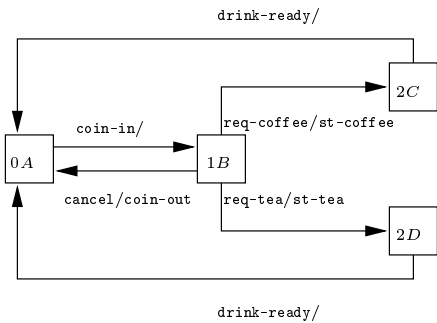 drink-ready/
2C
req-coffee/st-coffee
coin-in/
0A
1B
cancel/coin-out
req-tea/st-tea
2D
drink-ready/